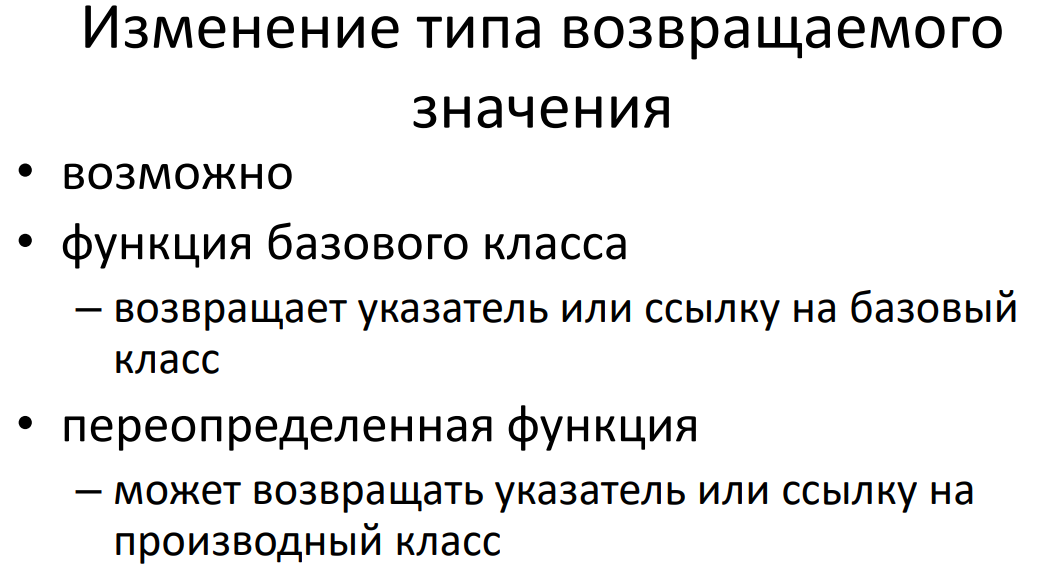 Изменение типа возвращаемого
значения
• возможно
• функция базового класса
– возвращает указатель или ссылку на базовый
класс
• переопределенная функция
– может возвращать указатель или ссылку на
производный класс